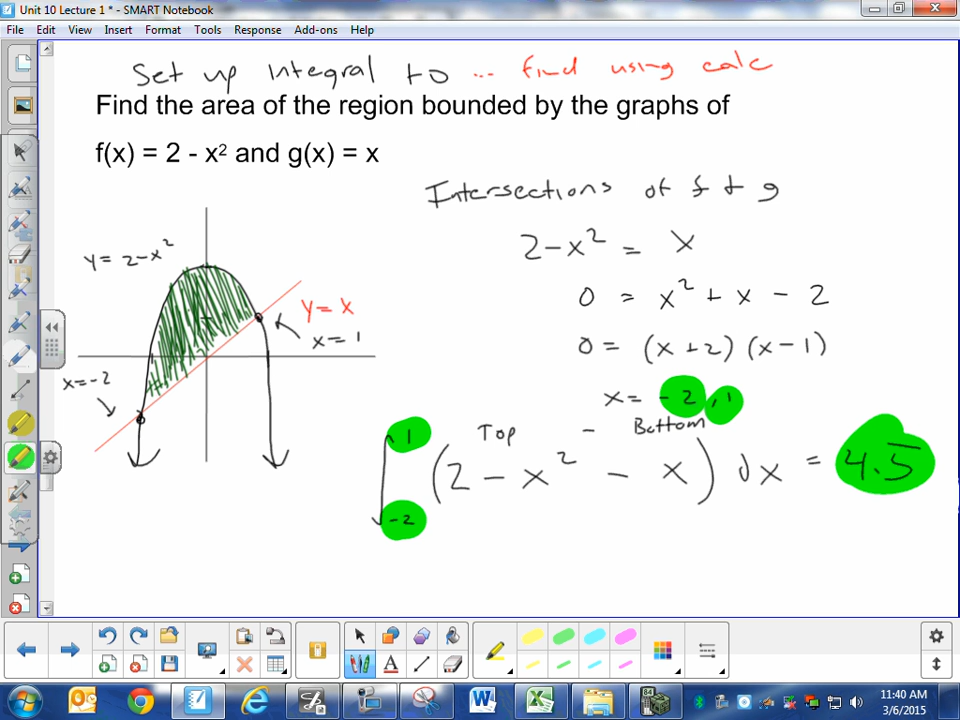 Unit 10 Lecture 1 * - SMART Notebook
File Edit View Insert Format Tools Response Add-ons Help
Set up integral to ... find using calc
Find the area of the region bounded by the graphs of
f(x) = 2 - x² and g(x) = x
Intersections of f + g
y = 2-x²
2-x² = x
0 = x² + x - 2
y = x
x = 1
0 = (x+2) (x-1)
x=-2
x = -2, 1
Top - Bottom
∫ 1 -2 (2 - x² - x) dx = 4.5
A
84
11:40 AM
3/6/2015